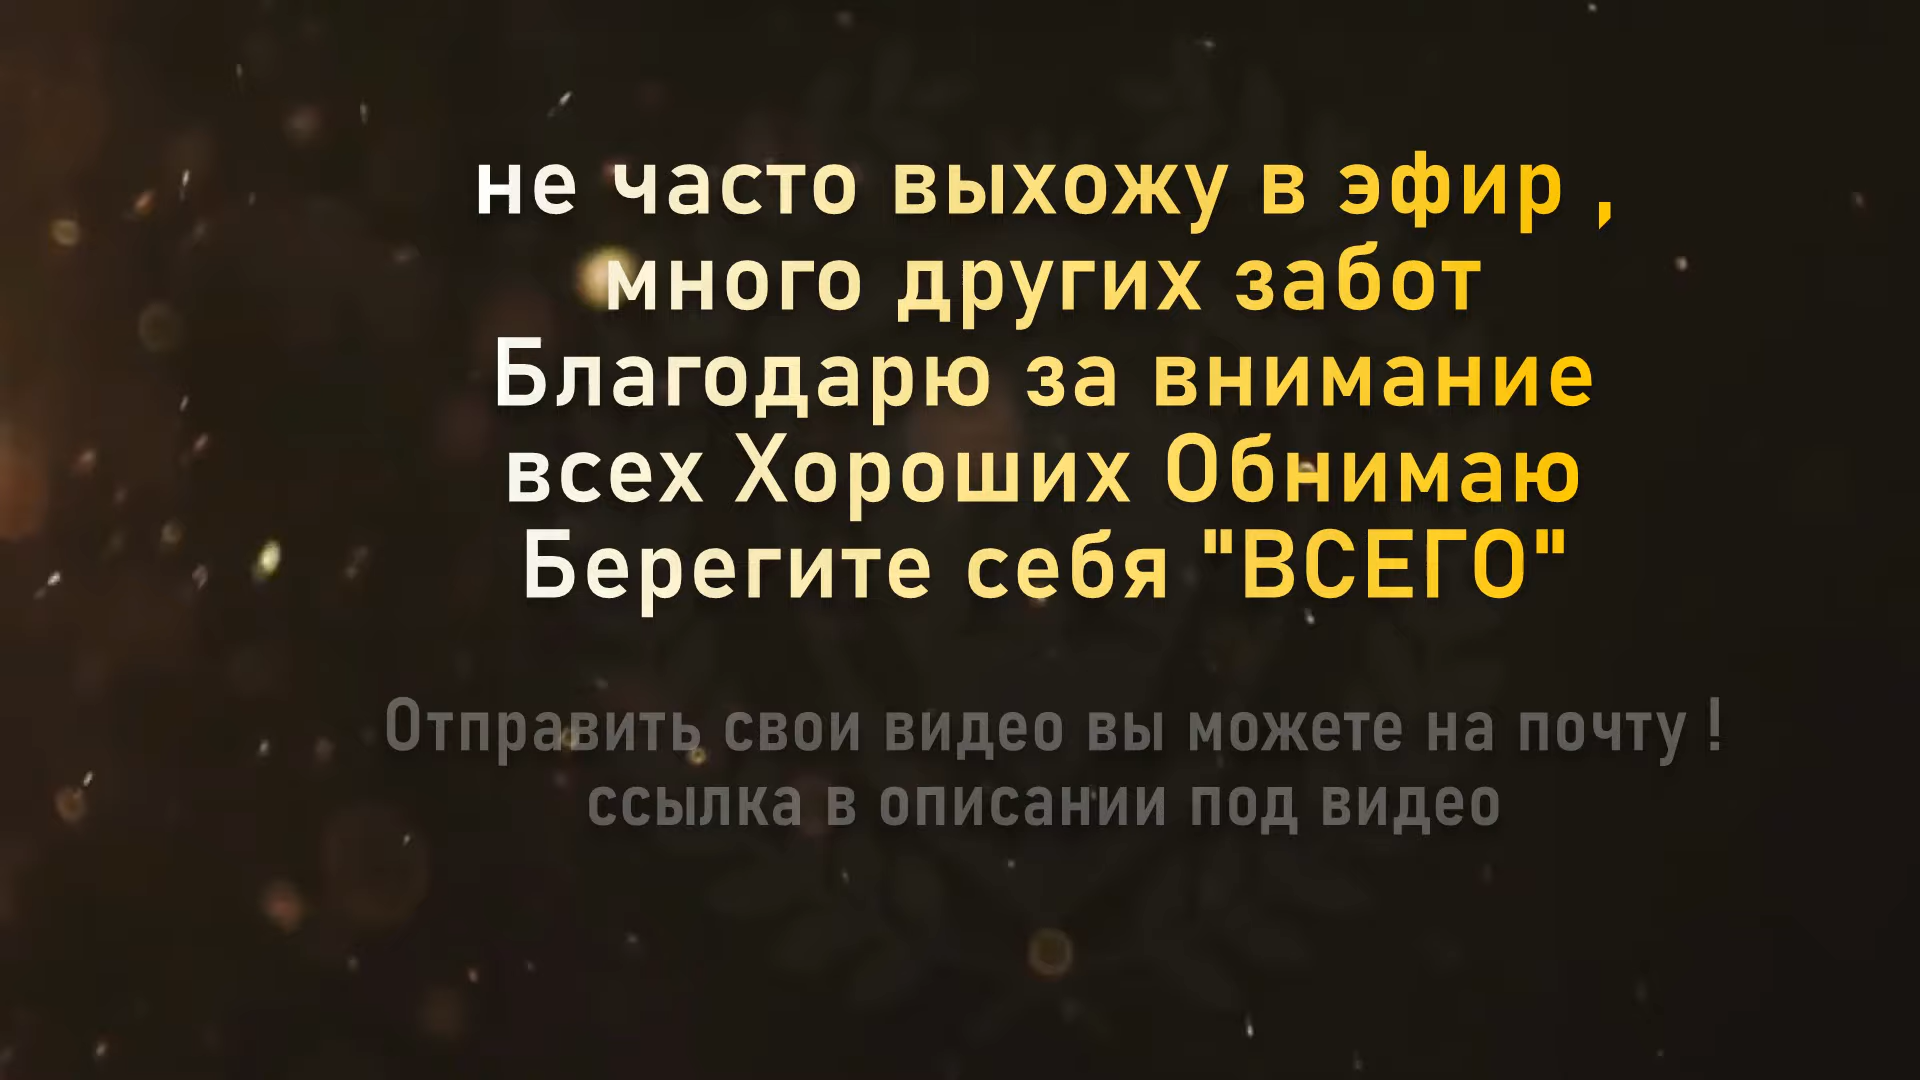 не часто выхожу в эфир ,
много других забот
Благодарю за внимание
всех Хороших Обнимаю
Берегите себя "ВСЕГО"
Отправить свои видео вы можете на почту !
ссылка в описании под видео